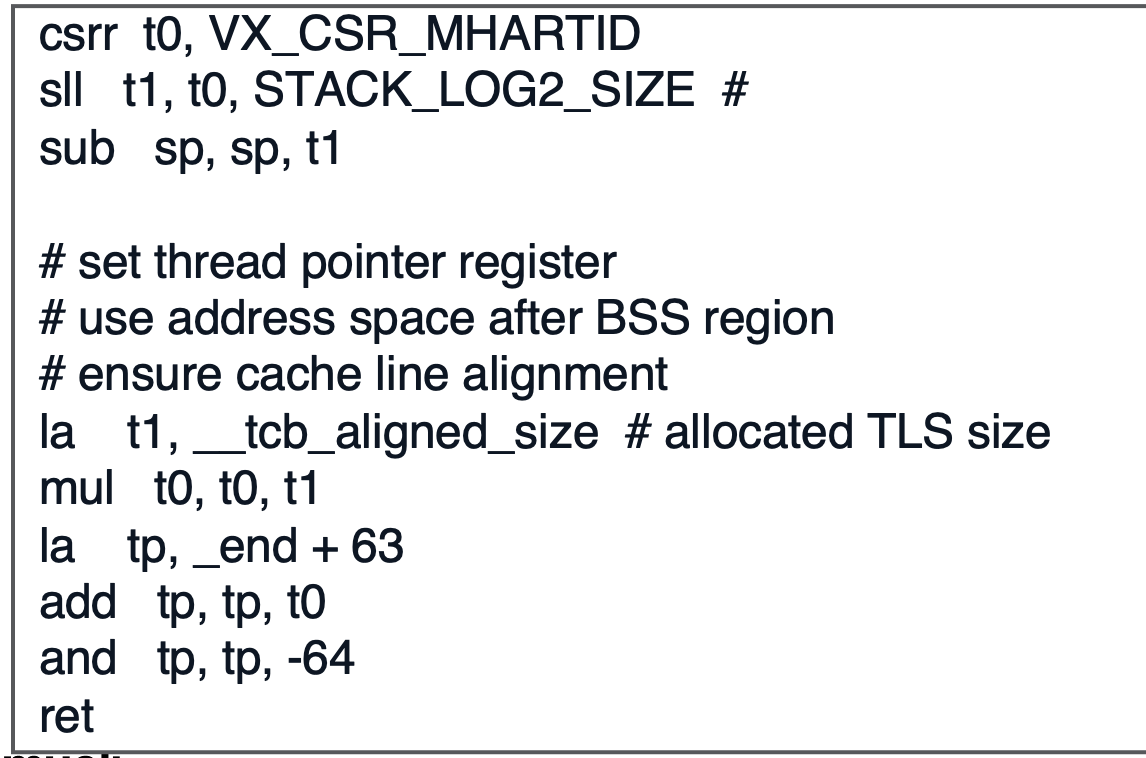 csrr t0, VX_CSR_MHARTID
sll t1, t0, STACK_LOG2_SIZE #
sub sp, sp, t1
# set thread pointer register
# use address space after BSS region
# ensure cache line alignment
la t1, __tcb_aligned_size # allocated TLS size
mul t0, t0, t1
la tp, _end + 63
add tp, tp, t0
and tp, tp, -64
ret